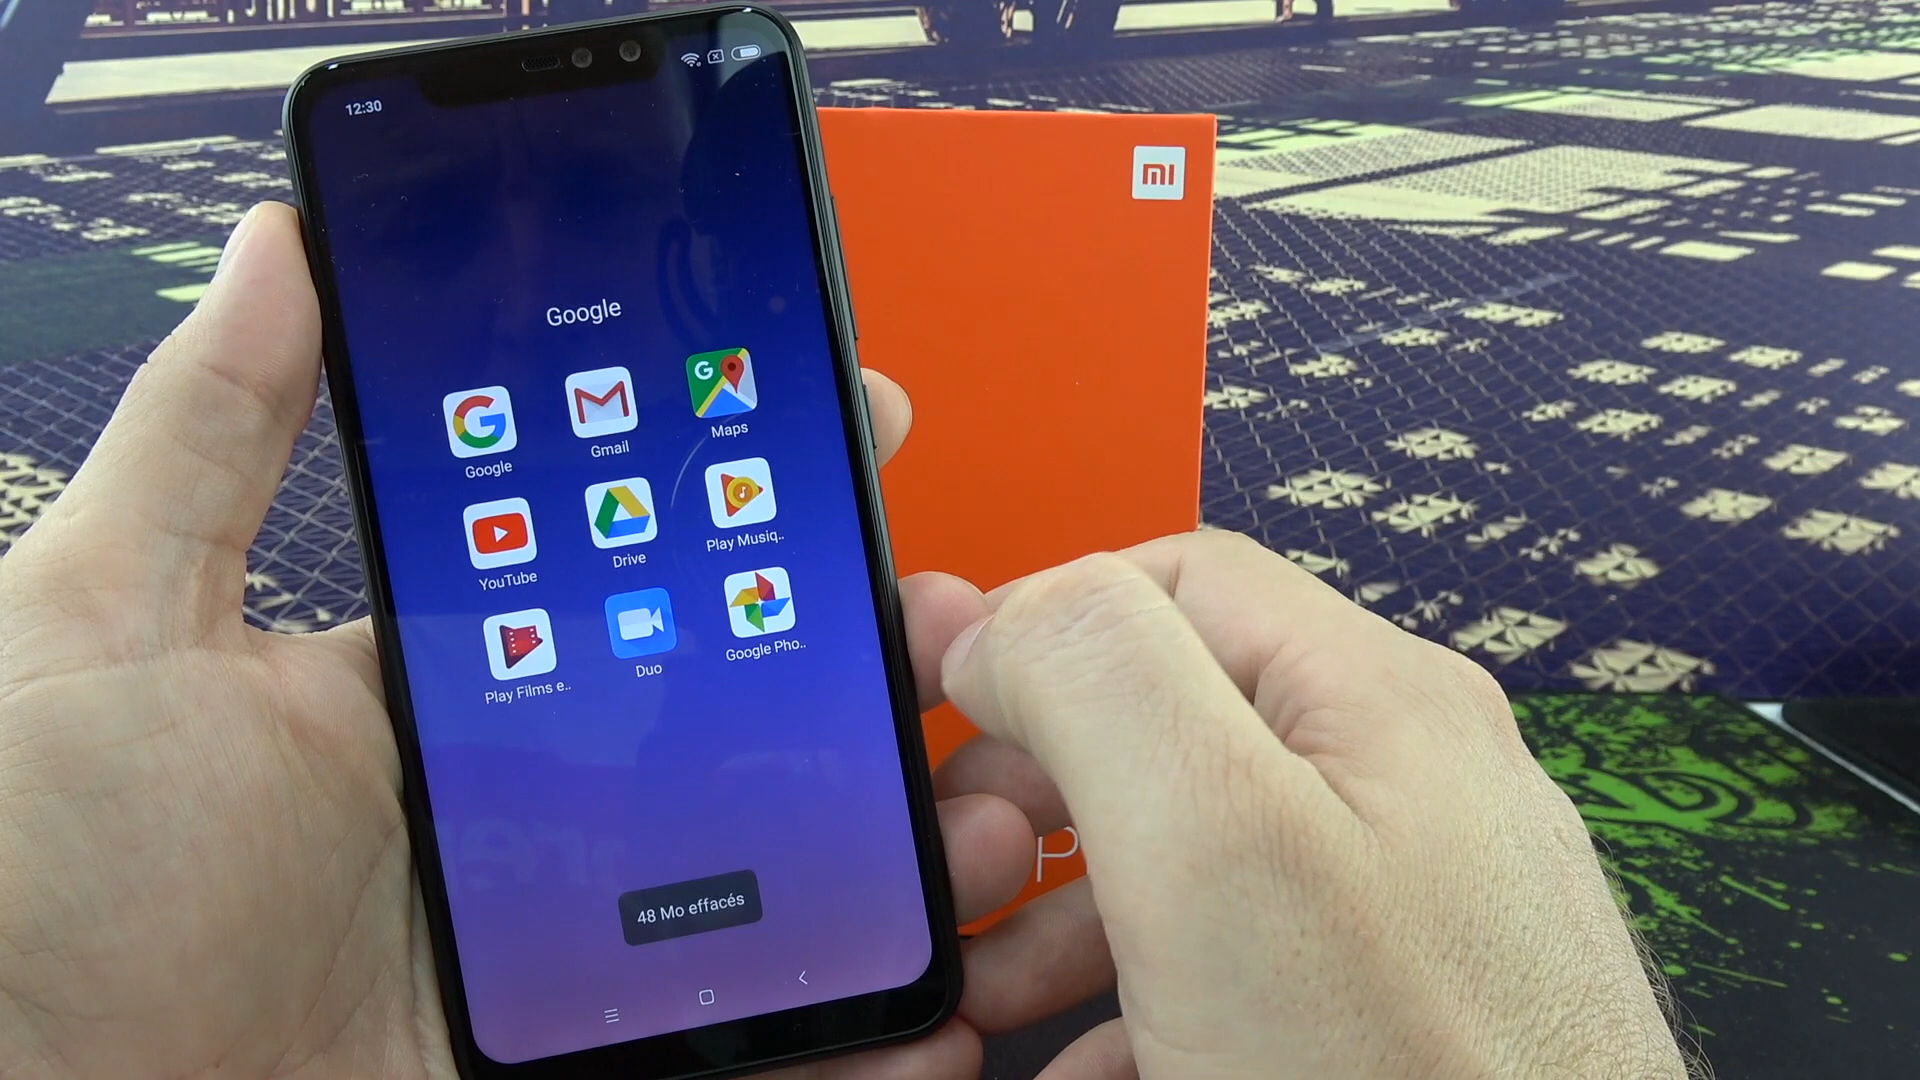 12:30
Google
Google
Gmail
Maps
YouTube
Drive
Play Musiq..
Play Films e..
Duo
Google Pho..
48 Mo effacés
mi
P